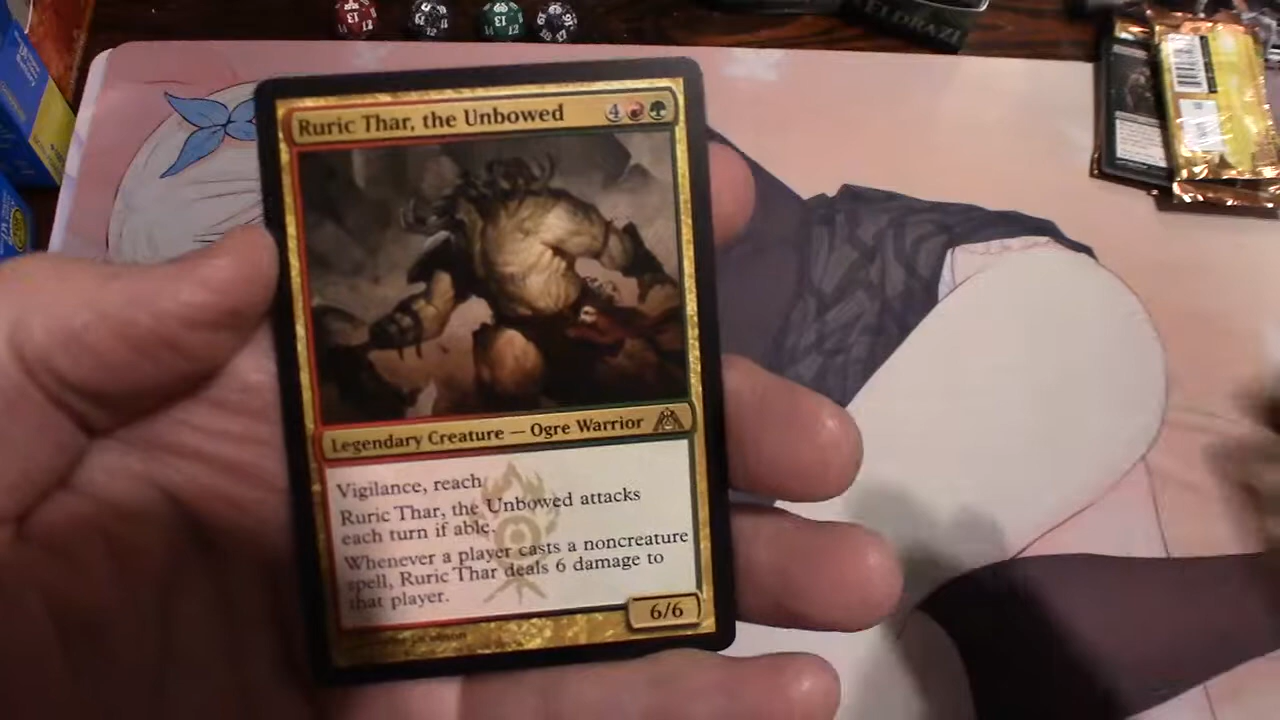 ELDRAZI
Ruric Thar, the Unbowed 4
Legendary Creature — Ogre Warrior
Vigilance, reach
Ruric Thar, the Unbowed attacks
each turn if able.
Whenever a player casts a noncreature
spell, Ruric Thar deals 6 damage to
that player.
6/6